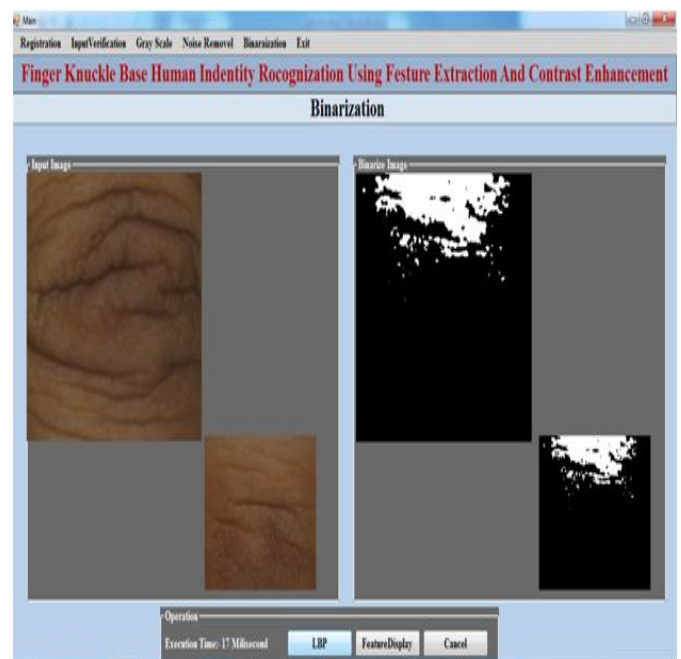 Main
Registration InputVerification Gray Scale Noise Removel Binaraization Exit
Finger Knuckle Base Human Indentity Rocognization Using Festure Extraction And Contrast Enhancement
Binarization
Input Image
Binarize Image
Operation
Execution Time:-17 Milisecond LBP FeatureDisplay Cancel